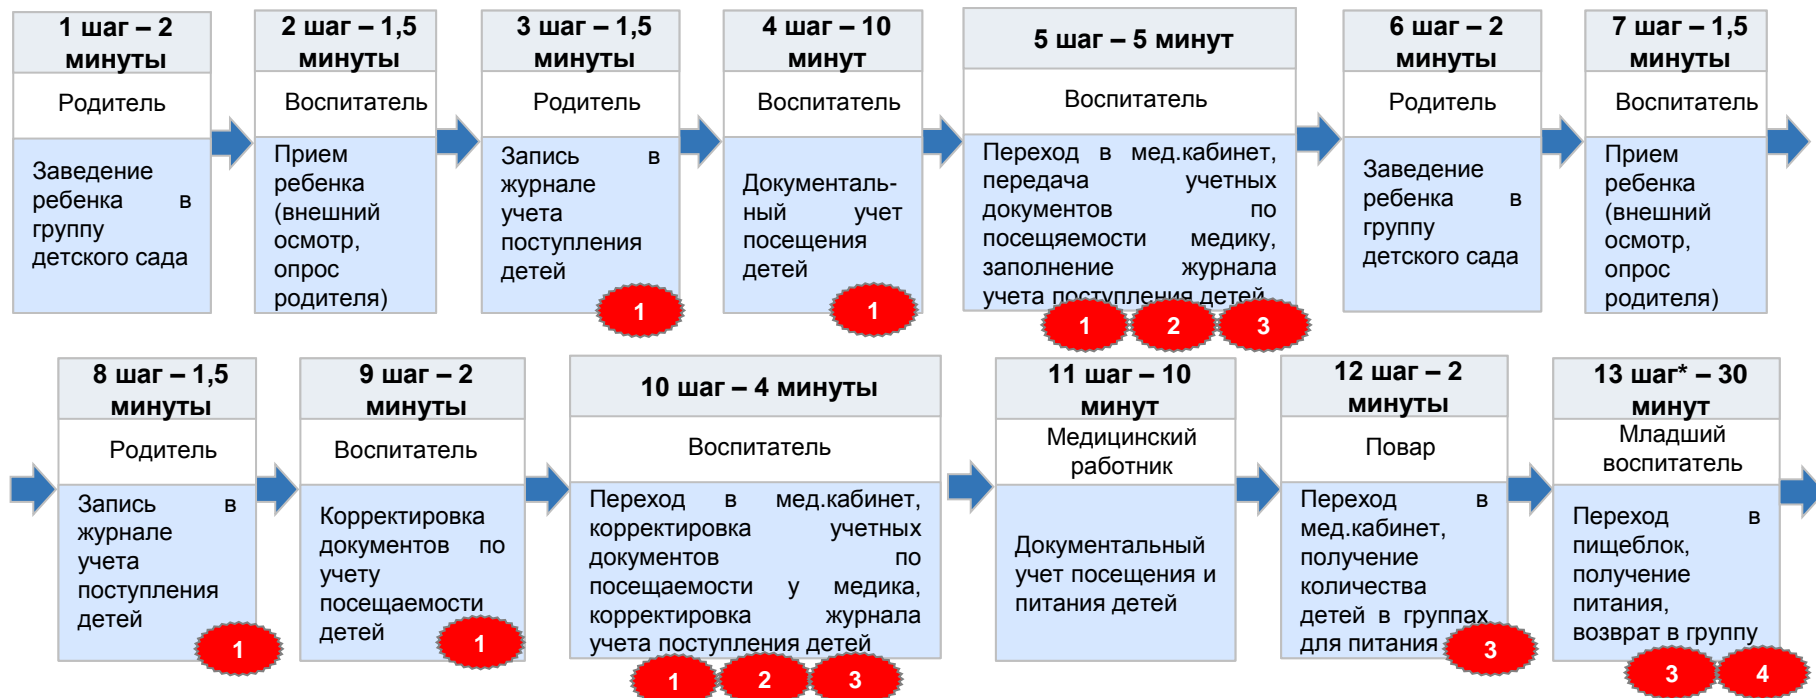 1 шаг – 2
минуты
Родитель
Заведение
ребенка в
группу
детского сада
2 шаг – 1,5
минуты
Воспитатель
Прием
ребенка
(внешний
осмотр,
опрос
родителя)
3 шаг – 1,5
минуты
Родитель
Запись в
журнале
учета
поступления
детей
1
4 шаг – 10
минут
Воспитатель
Документаль-
ный учет
посещения
детей
1
5 шаг – 5 минут
Воспитатель
Переход в мед.кабинет,
передача учетных
документов по
посещяемости медику,
заполнение журнала
учета поступления детей
1 2 3
6 шаг – 2
минуты
Родитель
Заведение
ребенка в
группу
детского сада
7 шаг – 1,5
минуты
Воспитатель
Прием
ребенка
(внешний
осмотр,
опрос
родителя)
8 шаг – 1,5
минуты
Родитель
Запись в
журнале
учета
поступления
детей
1
9 шаг – 2
минуты
Воспитатель
Корректировка
документов по
учету
посещаемости
детей
1
10 шаг – 4 минуты
Воспитатель
Переход в мед.кабинет,
корректировка учетных
документов по
посещаемости у медика,
корректировка журнала
учета поступления детей
1 2 3
11 шаг – 10
минут
Медицинский
работник
Документальный
учет посещения и
питания детей
12 шаг – 2
минуты
Повар
Переход в
мед.кабинет,
получение
количества
детей в группах
для питания
3
13 шаг* – 30
минут
Младший
воспитатель
Переход в
пищеблок,
получение
питания,
возврат в группу
3 4